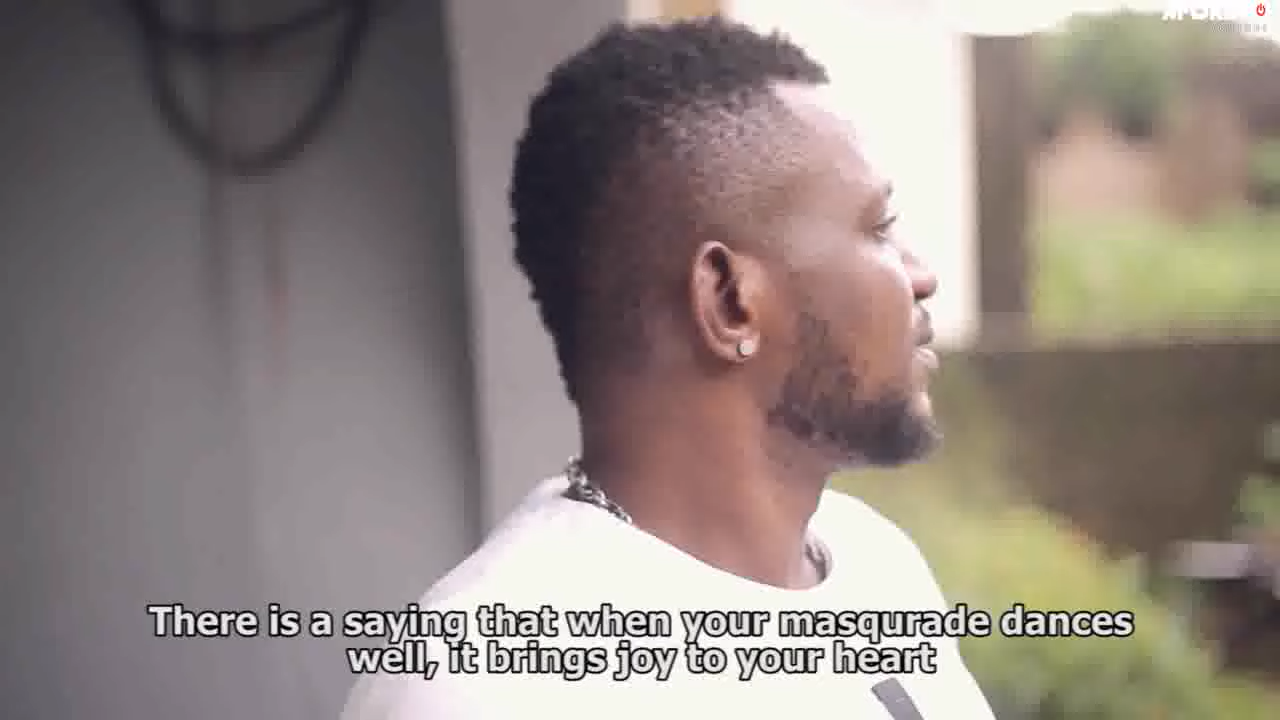 There is a saying that when your masqurade dances
well, it brings joy to your heart